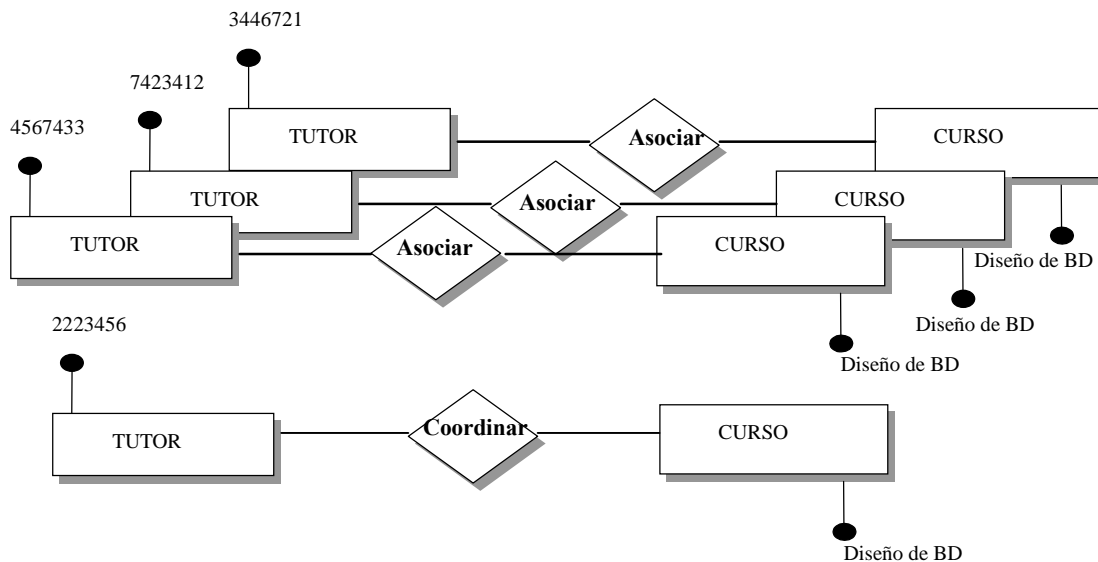 3446721
7423412
4567433
TUTOR
Asociar
CURSO
TUTOR
Asociar
CURSO
TUTOR
Asociar
CURSO
Diseño de BD
Diseño de BD
Diseño de BD
2223456
TUTOR
Coordinar
CURSO
Diseño de BD